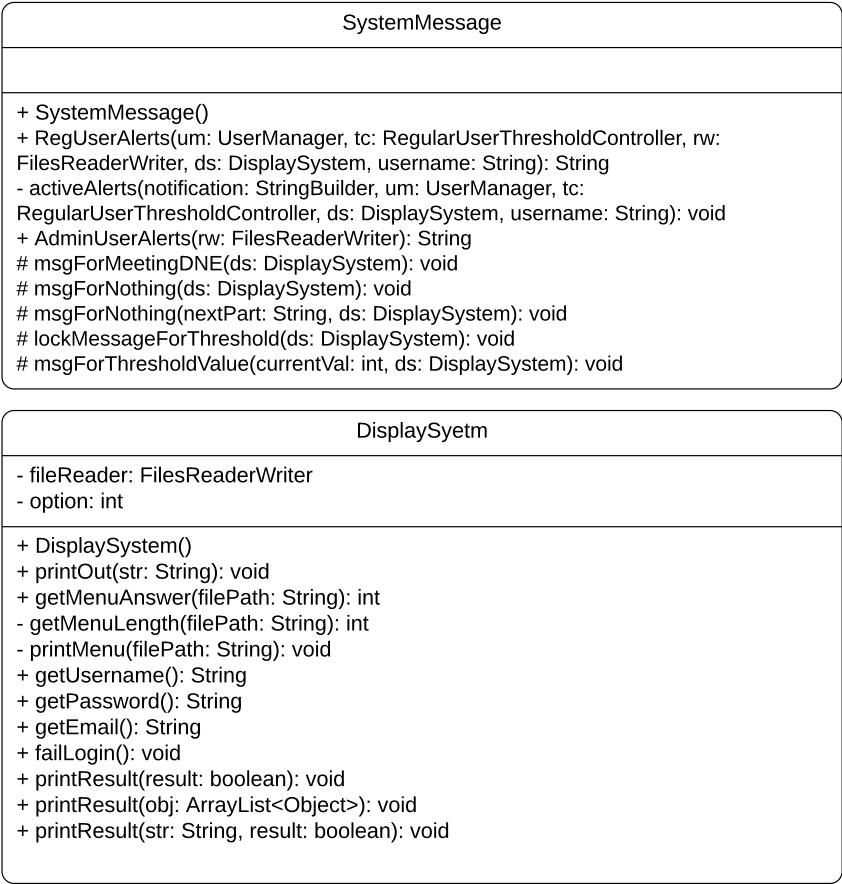 SystemMessage
+ SystemMessage()
+ RegUserAlerts(um: UserManager, tc: RegularUserThresholdController, rw:
FilesReaderWriter, ds: DisplaySystem, username: String): String
- activeAlerts(notification: StringBuilder, um: UserManager, tc:
RegularUserThresholdController, ds: DisplaySystem, username: String): void
+ AdminUserAlerts(rw: FilesReaderWriter): String
# msgForMeetingDNE(ds: DisplaySystem): void
# msgForNothing(ds: DisplaySystem): void
# msgForNothing(nextPart: String, ds: DisplaySystem): void
# lockMessageForThreshold(ds: DisplaySystem): void
# msgForThresholdValue(currentVal: int, ds: DisplaySystem): void
DisplaySyetm
- fileReader: FilesReaderWriter
- option: int
+ DisplaySystem()
+ printOut(str: String): void
+ getMenuAnswer(filePath: String): int
- getMenuLength(filePath: String): int
- printMenu(filePath: String): void
+ getUsername(): String
+ getPassword(): String
+ getEmail(): String
+ failLogin(): void
+ printResult(result: boolean): void
+ printResult(obj: ArrayList<Object>): void
+ printResult(str: String, result: boolean): void